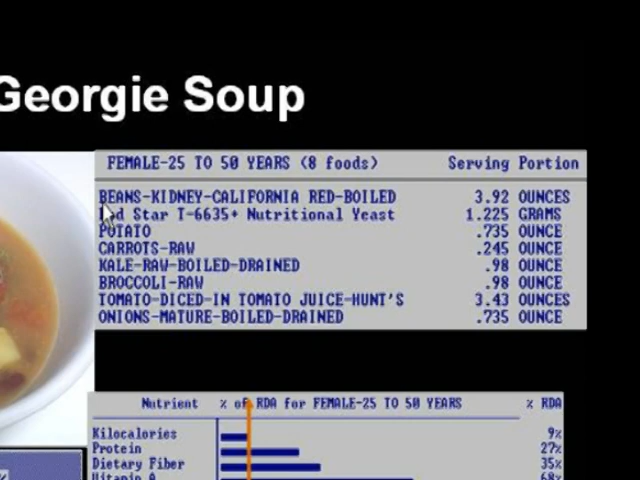 Georgie Soup
FEMALE-25 TO 50 YEARS (8 foods) Serving Portion
BEANS-KIDNEY-CALIFORNIA RED-BOILED 3.92 OUNCES
Red Star T-6635+ Nutritional Yeast 1.225 GRAMS
POTATO .735 OUNCE
CARROTS-RAW .245 OUNCE
KALE-RAW-BOILED-DRAINED .98 OUNCE
BROCCOLI-RAW .98 OUNCE
TOMATO-DICED-IN TOMATO JUICE-HUNT'S 3.43 OUNCES
ONIONS-MATURE-BOILED-DRAINED .735 OUNCE
Nutrient % of RDA for FEMALE-25 TO 50 YEARS % RDA
Kilocalories 9%
Protein 27%
Dietary Fiber 35%
Vitamin A 68%